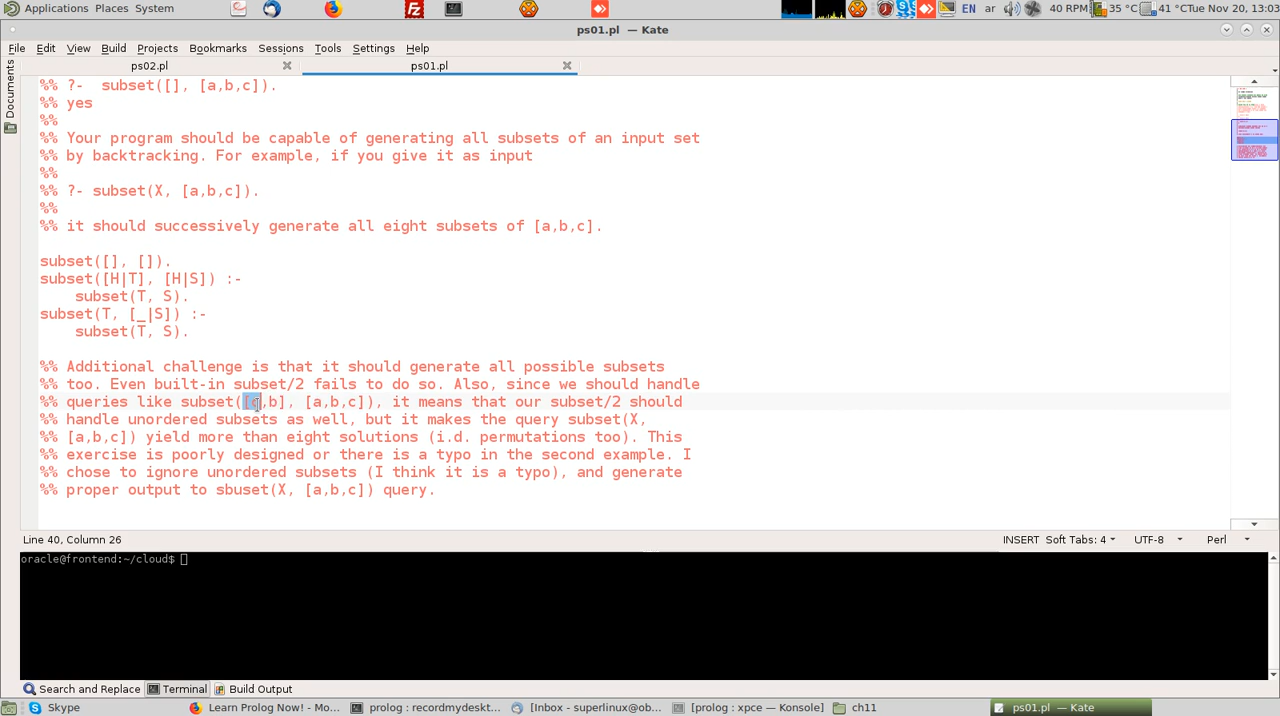 Applications Places System
EN ar 40 RPM 35 °C 41 °C Tue Nov 20, 13:03
ps01.pl — Kate
File Edit View Build Projects Bookmarks Sessions Tools Settings Help
ps02.pl ps01.pl
Documents
%% ?-  subset([], [a,b,c]).
%% yes
%%
%% Your program should be capable of generating all subsets of an input set
%% by backtracking. For example, if you give it as input
%%
%% ?- subset(X, [a,b,c]).
%%
%% it should successively generate all eight subsets of [a,b,c].
subset([], []).
subset([H|T], [H|S]) :-
    subset(T, S).
subset(T, [_|S]) :-
    subset(T, S).
%% Additional challenge is that it should generate all possible subsets
%% too. Even built-in subset/2 fails to do so. Also, since we should handle
%% queries like subset([c,b], [a,b,c]), it means that our subset/2 should
%% handle unordered subsets as well, but it makes the query subset(X,
%% [a,b,c]) yield more than eight solutions (i.d. permutations too). This
%% exercise is poorly designed or there is a typo in the second example. I
%% chose to ignore unordered subsets (I think it is a typo), and generate
%% proper output to sbuset(X, [a,b,c]) query.
Line 40, Column 26 INSERT Soft Tabs: 4 UTF-8 Perl
oracle@frontend:~/cloud$
Search and Replace Terminal Build Output
Skype Learn Prolog Now! - Mo... prolog : recordmydeskt... [Inbox - superlinux@ob... [prolog : xpce — Konsole] ch11 ps01.pl — Kate